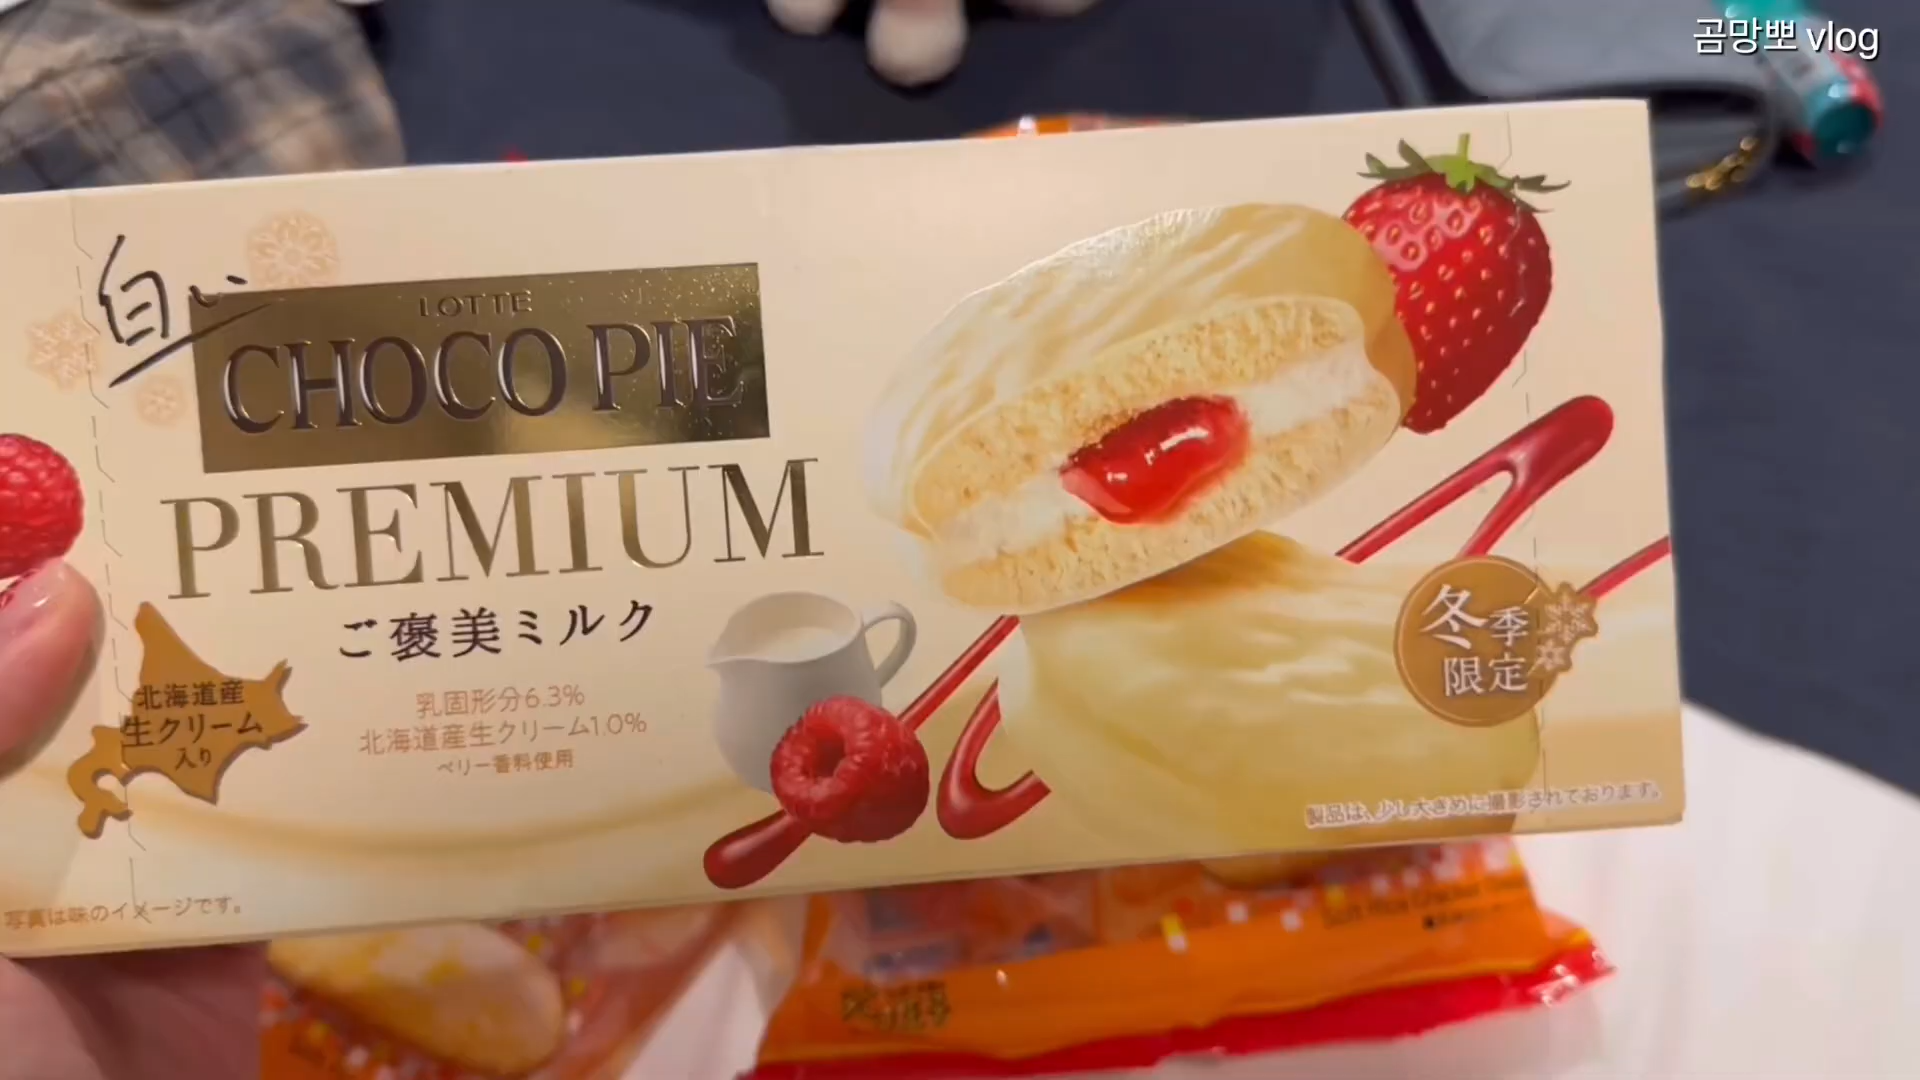 곰망뽀 vlog
白い
LOTTE
CHOCO PIE
PREMIUM
ご褒美ミルク
乳固形分6.3%
北海道産生クリーム1.0%
ベリー香料使用
北海道産
生クリーム
入り
冬季
限定
製品は、少し大きめに撮影されております。
写真は味のイメージです。